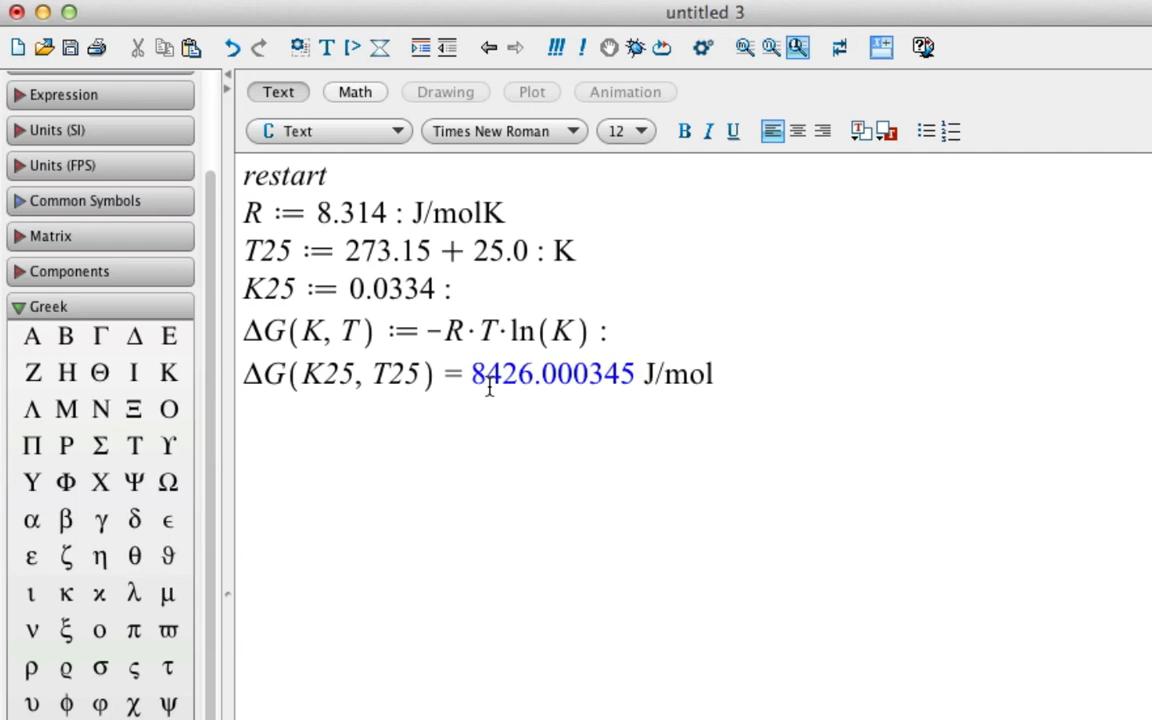 untitled 3
Expression
Units (SI)
Units (FPS)
Common Symbols
Matrix
Components
Greek
Α Β Γ Δ Ε
Ζ Η Θ Ι Κ
Λ Μ Ν Ξ Ο
Π Ρ Σ Τ ϒ
Υ Φ Χ Ψ Ω
α β γ δ ϵ
ε ζ η θ ϑ
ι κ ϰ λ μ
ν ξ ο π ϖ
ρ ϱ σ ς τ
υ ϕ φ χ ψ
Text Math Drawing Plot Animation
C Text Times New Roman 12 B I U
restart
R := 8.314 : J/molK
T25 := 273.15 + 25.0 : K
K25 := 0.0334 :
ΔG(K, T) := −R·T·ln(K) :
ΔG(K25, T25) = 8426.000345 J/mol